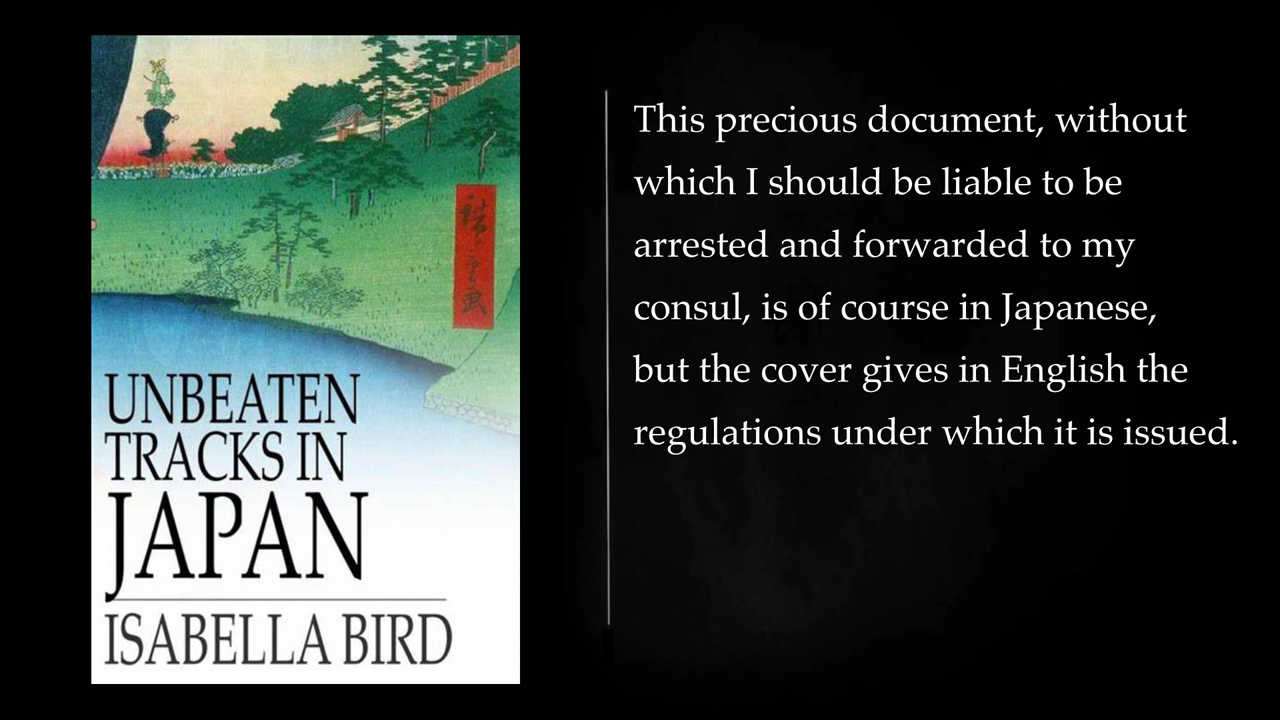 UNBEATEN
TRACKS IN
JAPAN
ISABELLA BIRD
This precious document, without
which I should be liable to be
arrested and forwarded to my
consul, is of course in Japanese,
but the cover gives in English the
regulations under which it is issued.